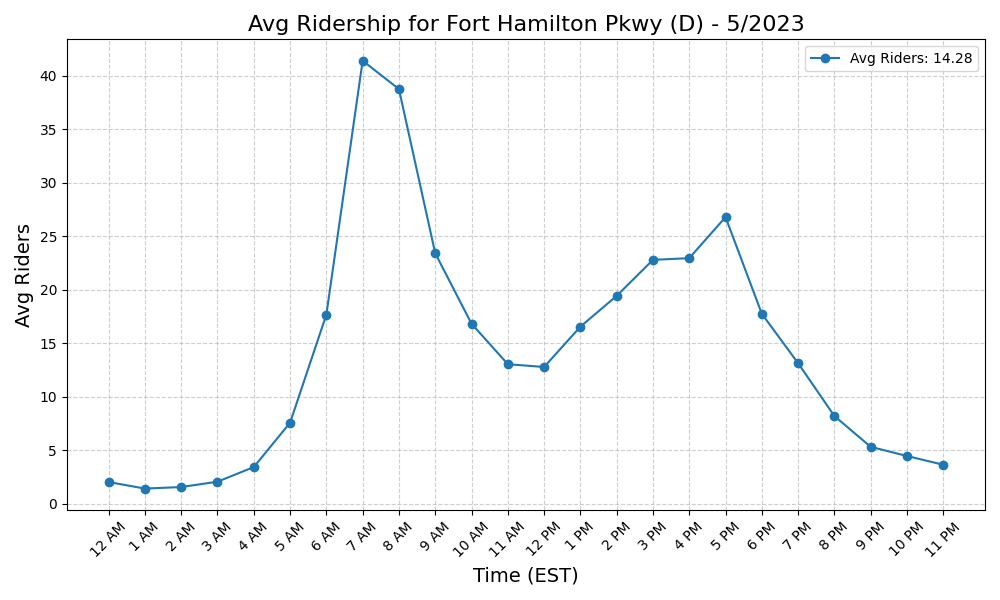 Avg Ridership for Fort Hamilton Pkwy (D) - 5/2023
Avg Riders: 14.28
Avg Riders
40
35
30
25
20
15
10
5
0
12 AM
1 AM
2 AM
3 AM
4 AM
5 AM
6 AM
7 AM
8 AM
9 AM
10 AM
11 AM
12 PM
1 PM
2 PM
3 PM
4 PM
5 PM
6 PM
7 PM
8 PM
9 PM
10 PM
11 PM
Time (EST)